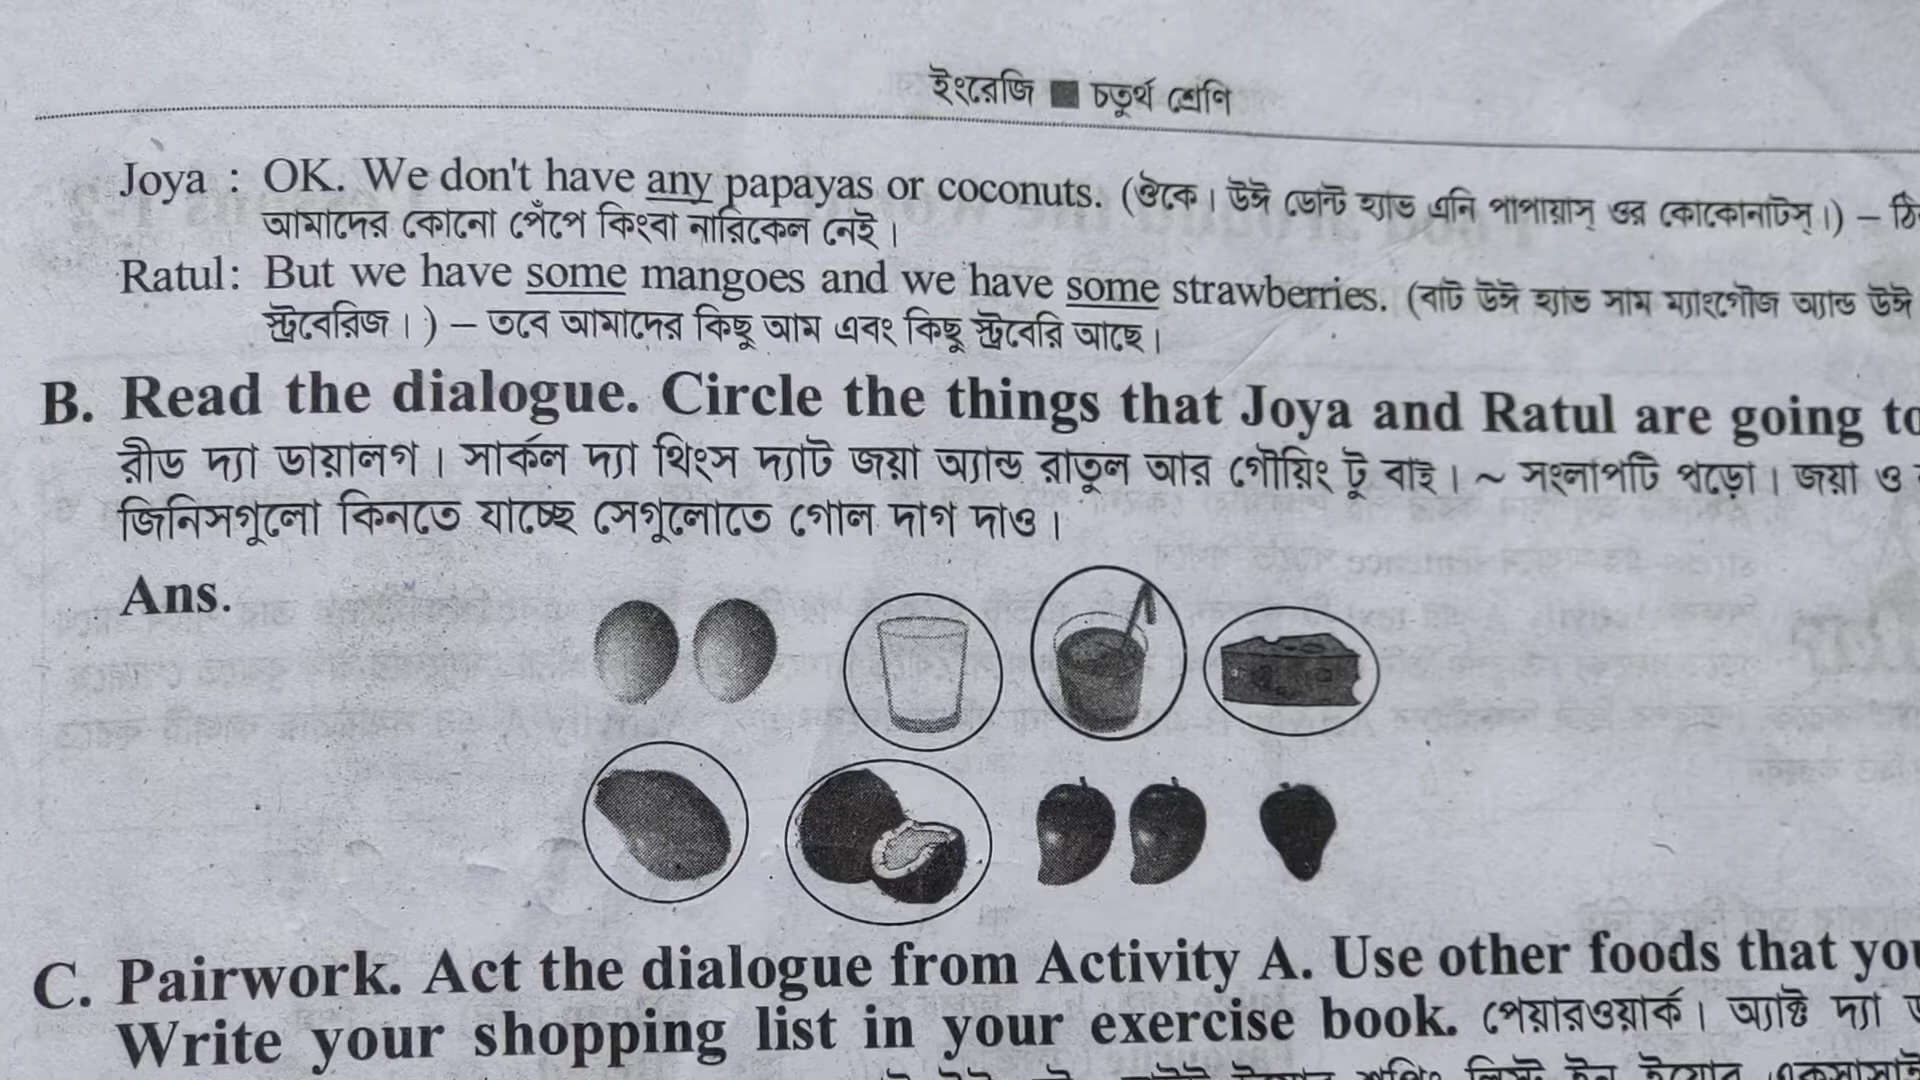 ইংরেজি ■ চতুর্থ শ্রেণি
Joya : OK. We don't have any papayas or coconuts. (ওকে। উঈ ডোন্ট হ্যাভ এনি পাপায়াস্ ওর কোকোনাটস্।) –
আমাদের কোনো পেঁপে কিংবা নারিকেল নেই।
Ratul: But we have some mangoes and we have some strawberries. (বাট উঈ হ্যাভ সাম ম্যাংগৌজ অ্যান্ড উঈ
স্ট্রবেরিজ। ) – তবে আমাদের কিছু আম এবং কিছু স্ট্রবেরি আছে।
B. Read the dialogue. Circle the things that Joya and Ratul are going to
রীড দ্যা ডায়ালগ। সার্কল দ্যা থিংস দ্যাট জয়া অ্যান্ড রাতুল আর গৌয়িং টু বাই। ~ সংলাপটি পড়ো। জয়া ও
জিনিসগুলো কিনতে যাচ্ছে সেগুলোতে গোল দাগ দাও।
Ans.
C. Pairwork. Act the dialogue from Activity A. Use other foods that you
Write your shopping list in your exercise book. পেয়ারওয়ার্ক। অ্যাক্ট দ্যা